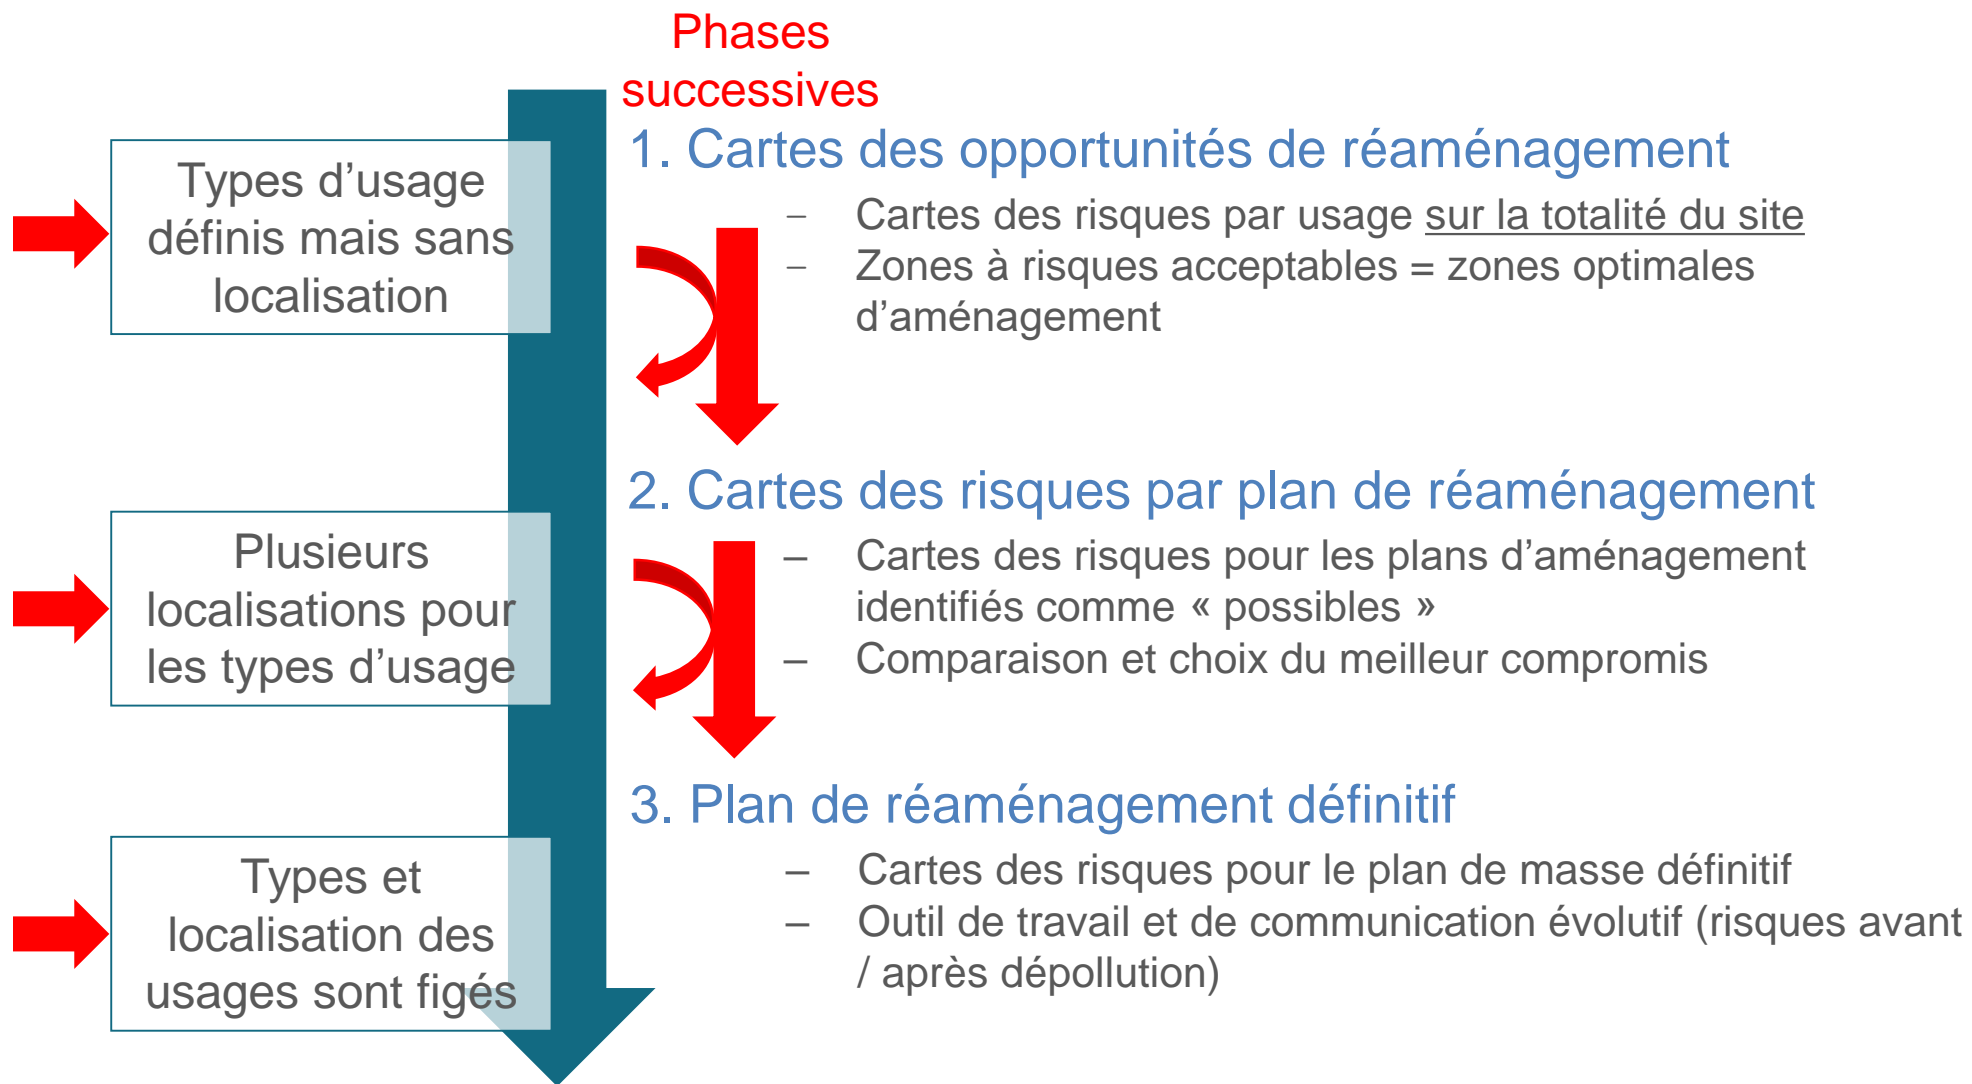 Phases
successives
Types d’usage
définis mais sans
localisation
1. Cartes des opportunités de réaménagement
– Cartes des risques par usage sur la totalité du site
– Zones à risques acceptables = zones optimales
d’aménagement
Plusieurs
localisations pour
les types d’usage
2. Cartes des risques par plan de réaménagement
– Cartes des risques pour les plans d’aménagement
identifiés comme « possibles »
– Comparaison et choix du meilleur compromis
Types et
localisation des
usages sont figés
3. Plan de réaménagement définitif
– Cartes des risques pour le plan de masse définitif
– Outil de travail et de communication évolutif (risques avant
/ après dépollution)